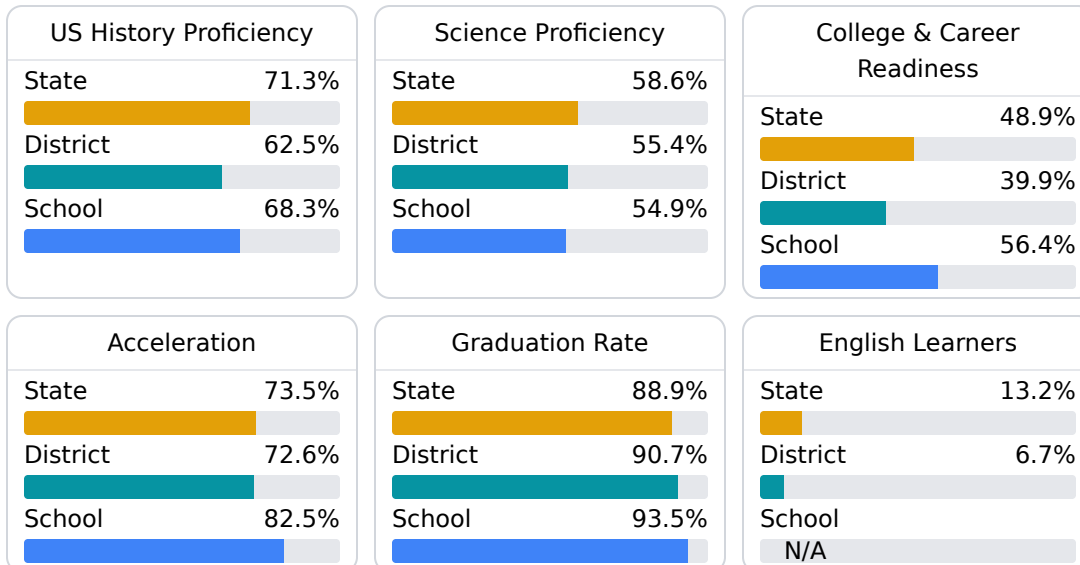 US History Proficiency
State 71.3%
District 62.5%
School 68.3%
Science Proficiency
State 58.6%
District 55.4%
School 54.9%
College & Career
Readiness
State 48.9%
District 39.9%
School 56.4%
Acceleration
State 73.5%
District 72.6%
School 82.5%
Graduation Rate
State 88.9%
District 90.7%
School 93.5%
English Learners
State 13.2%
District 6.7%
School
N/A